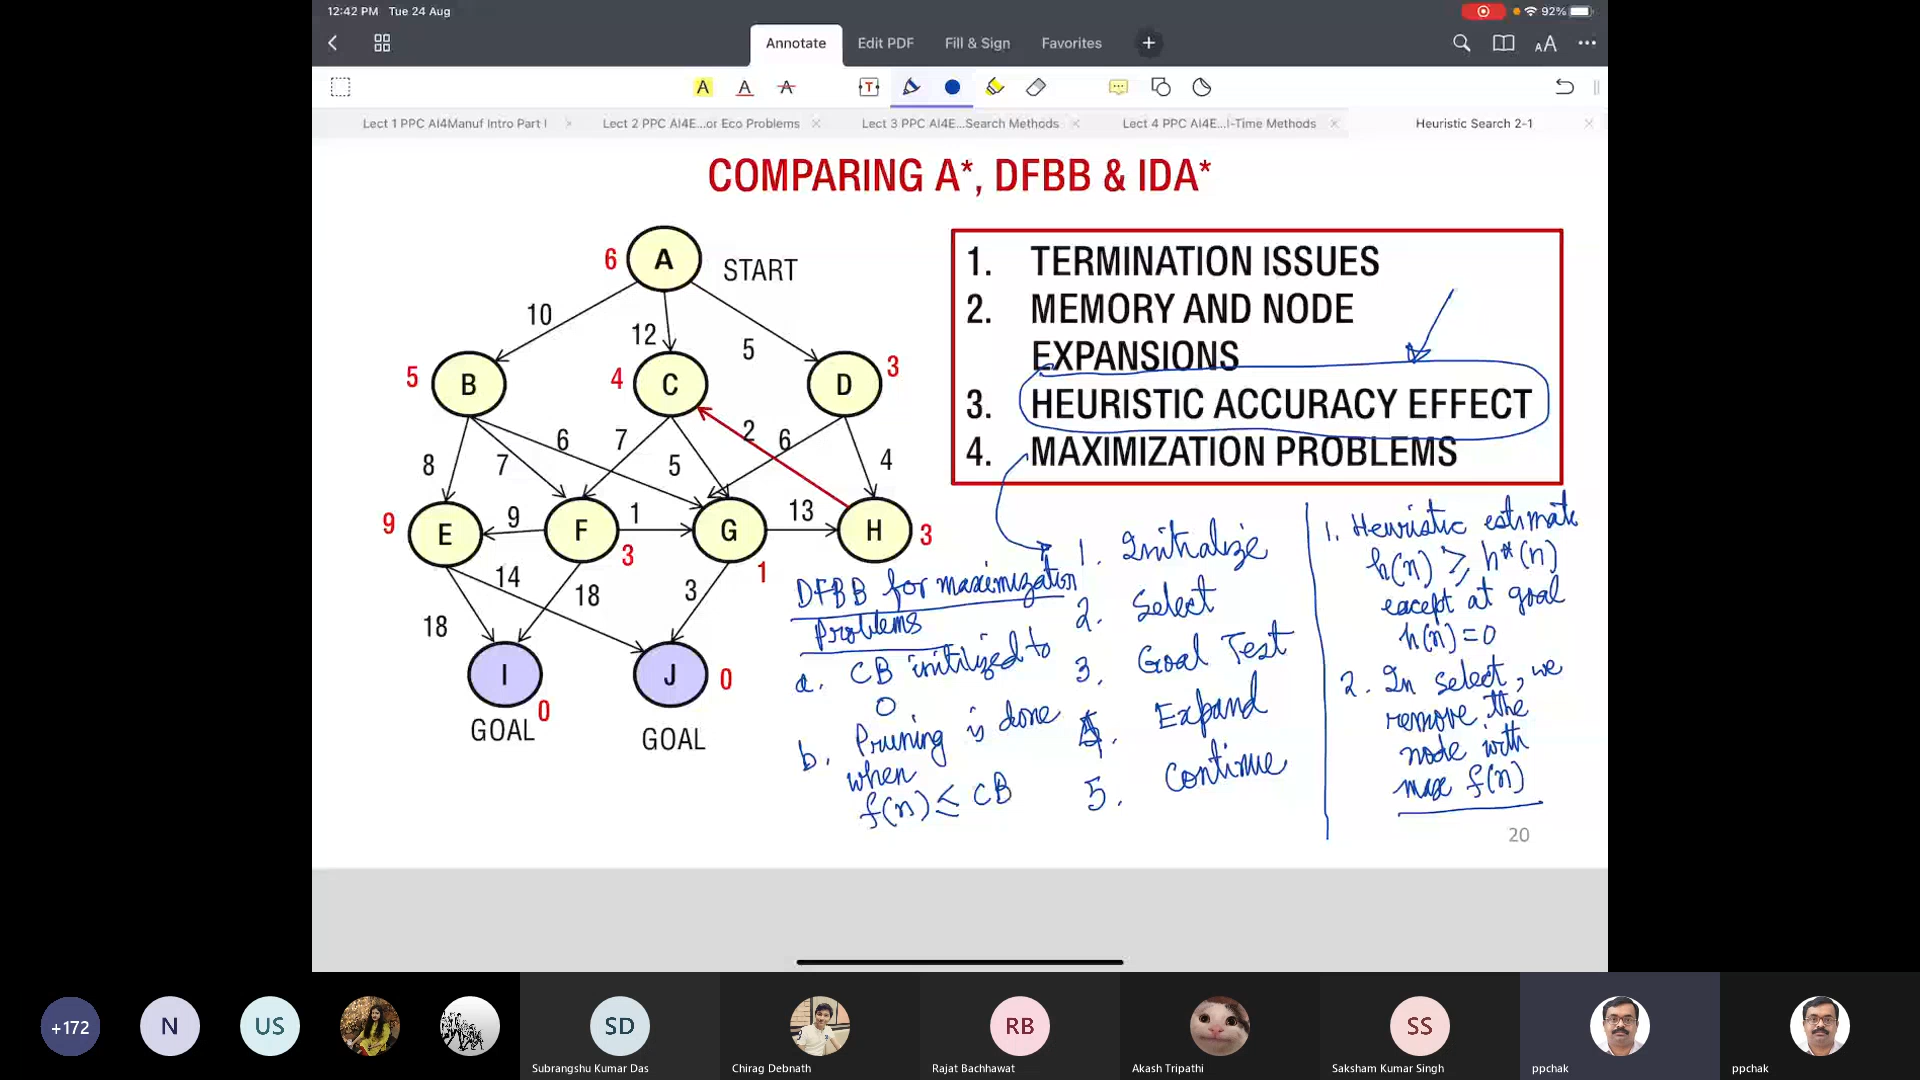 12:42 PM Tue 24 Aug
92%
Annotate
Edit PDF
Fill & Sign
Favorites
Lect 1 PPC AI4Manuf Intro Part I
Lect 2 PPC AI4E...or Eco Problems
Lect 3 PPC AI4E...Search Methods
Lect 4 PPC AI4E...l-Time Methods
Heuristic Search 2-1
COMPARING A*, DFBB & IDA*
6
A
START
10
12
5
5
B
4
C
D
3
8
7
6
7
5
2
6
4
9
E
9
F
3
1
G
1
13
H
3
18
14
18
3
I
0
GOAL
J
0
GOAL
1. TERMINATION ISSUES
2. MEMORY AND NODE
EXPANSIONS
3. HEURISTIC ACCURACY EFFECT
4. MAXIMIZATION PROBLEMS
DFBB for maximization
Problems
a. CB initilized to
0
b. Pruning is done
when
f(n) ≤ CB
1. Initialize
2. Select
3. Goal Test
4. Expand
5. Continue
1. Heuristic estimate
h(n) ≥ h*(n)
except at goal
h(n) = 0
2. In select, we
remove the
node with
max f(n)
20
+172
N
US
SD
RB
SS
Subrangshu Kumar Das
Chirag Debnath
Rajat Bachhawat
Akash Tripathi
Saksham Kumar Singh
ppchak
ppchak